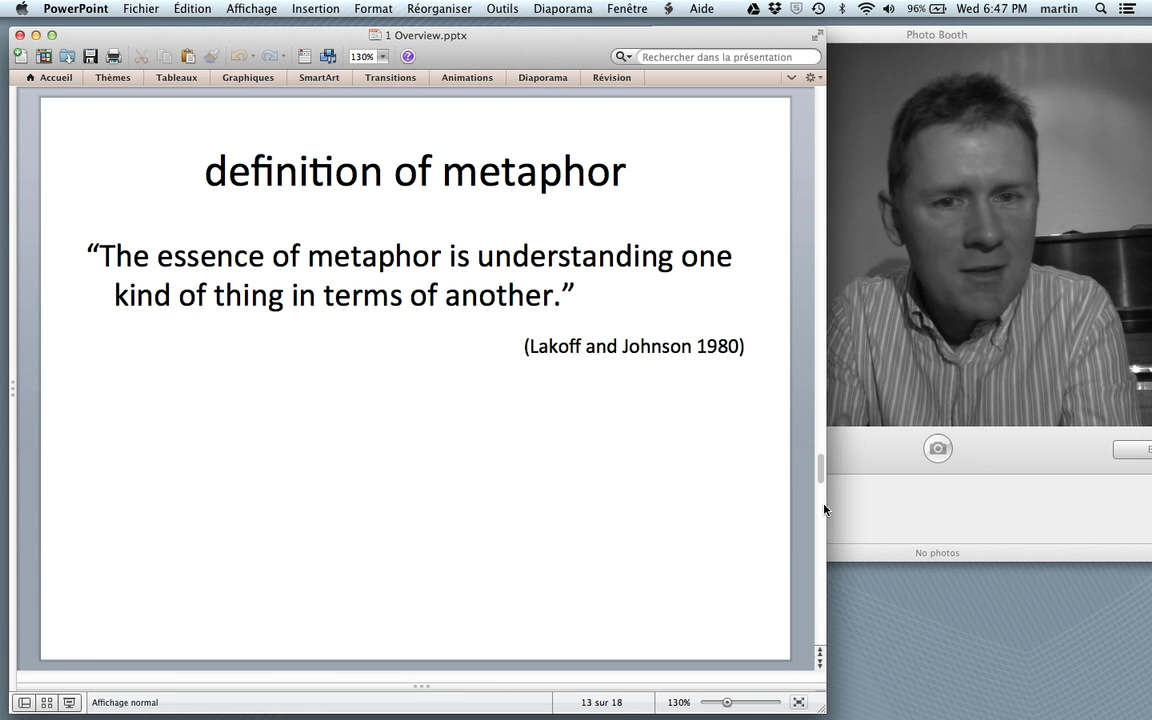 PowerPoint Fichier Édition Affichage Insertion Format Réorganiser Outils Diaporama Fenêtre Aide 96% Wed 6:47 PM martin
1 Overview.pptx
Photo Booth
130%
Rechercher dans la présentation
Accueil Thèmes Tableaux Graphiques SmartArt Transitions Animations Diaporama Révision
definition of metaphor
“The essence of metaphor is understanding one
kind of thing in terms of another.”
(Lakoff and Johnson 1980)
No photos
Affichage normal 13 sur 18 130%